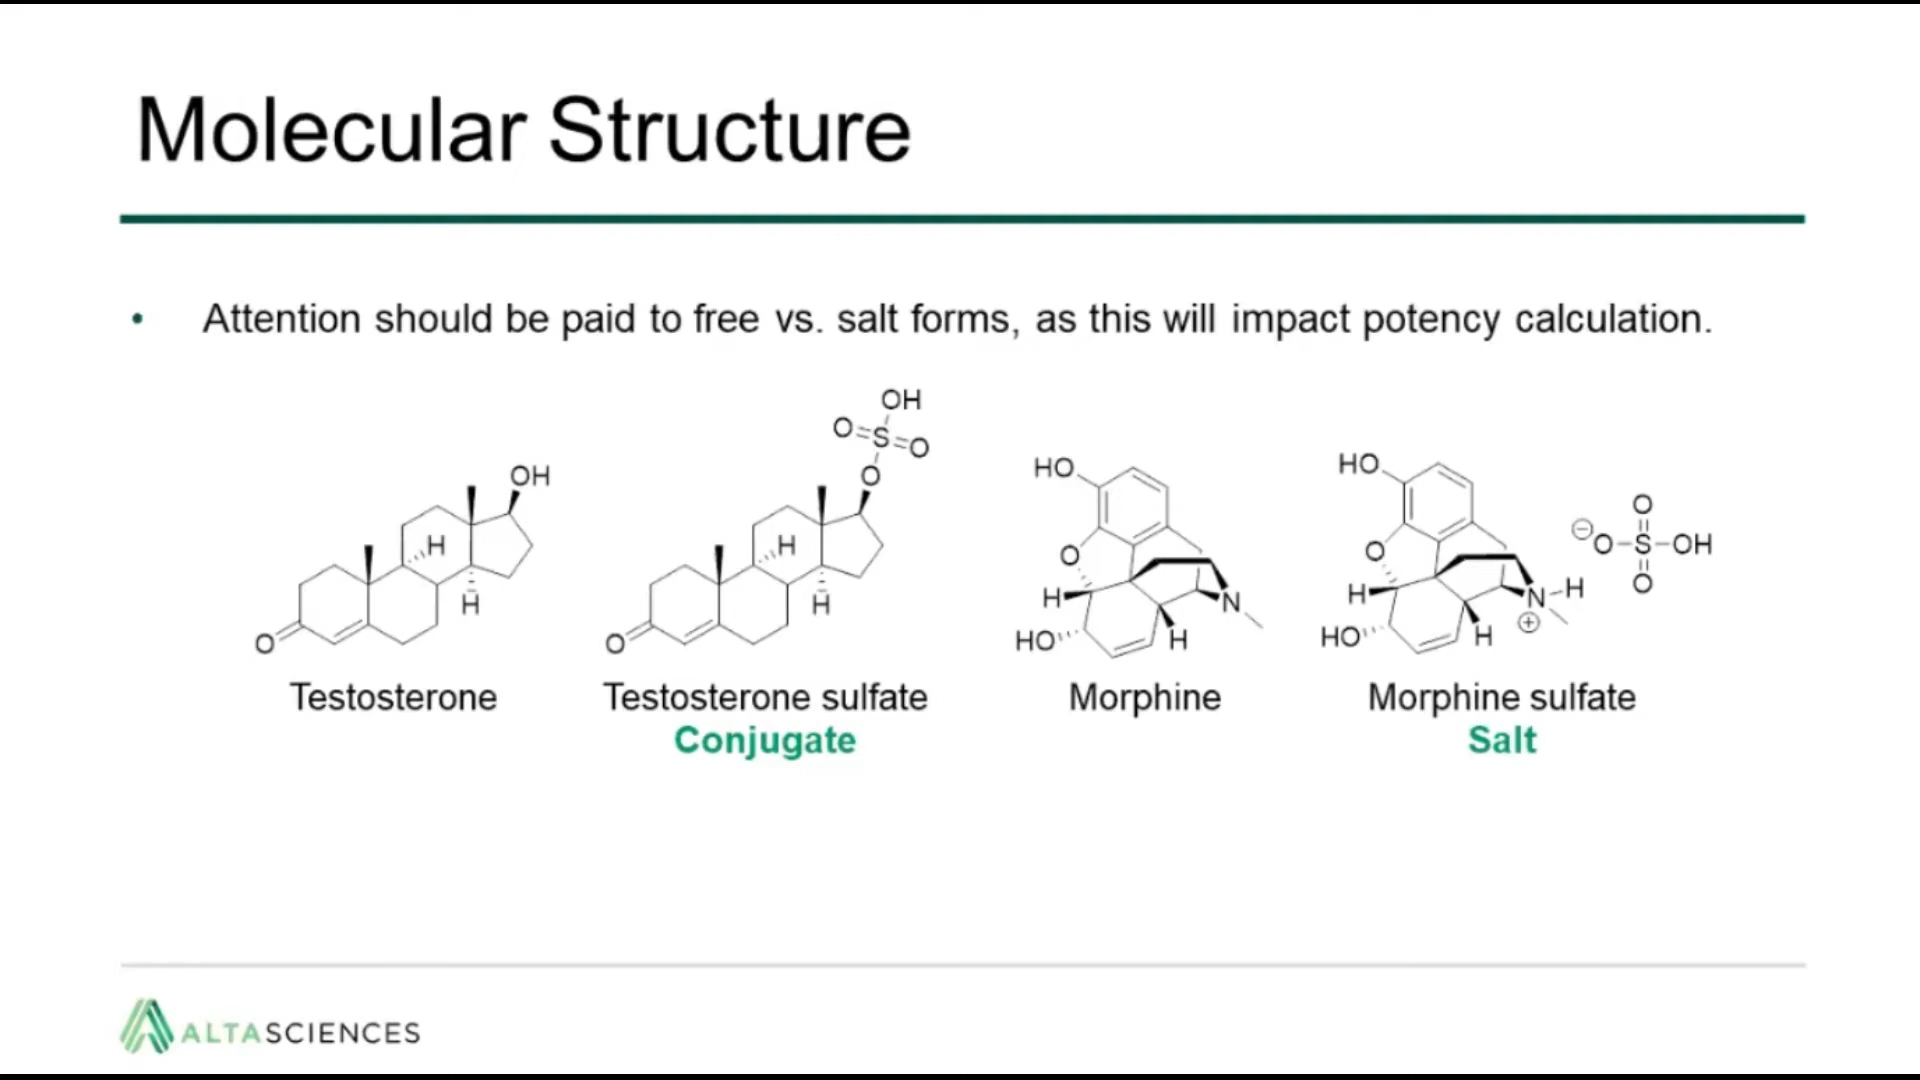 Molecular Structure
• Attention should be paid to free vs. salt forms, as this will impact potency calculation.
OH
O=S=O
O
OH
H
H
O
H
H
O
HO
O
H
HO
H
N
HO
O
H
HO
H
N-H
⊕
O
⊖O-S-OH
O
Testosterone
Testosterone sulfate
Conjugate
Morphine
Morphine sulfate
Salt
ALTASCIENCES